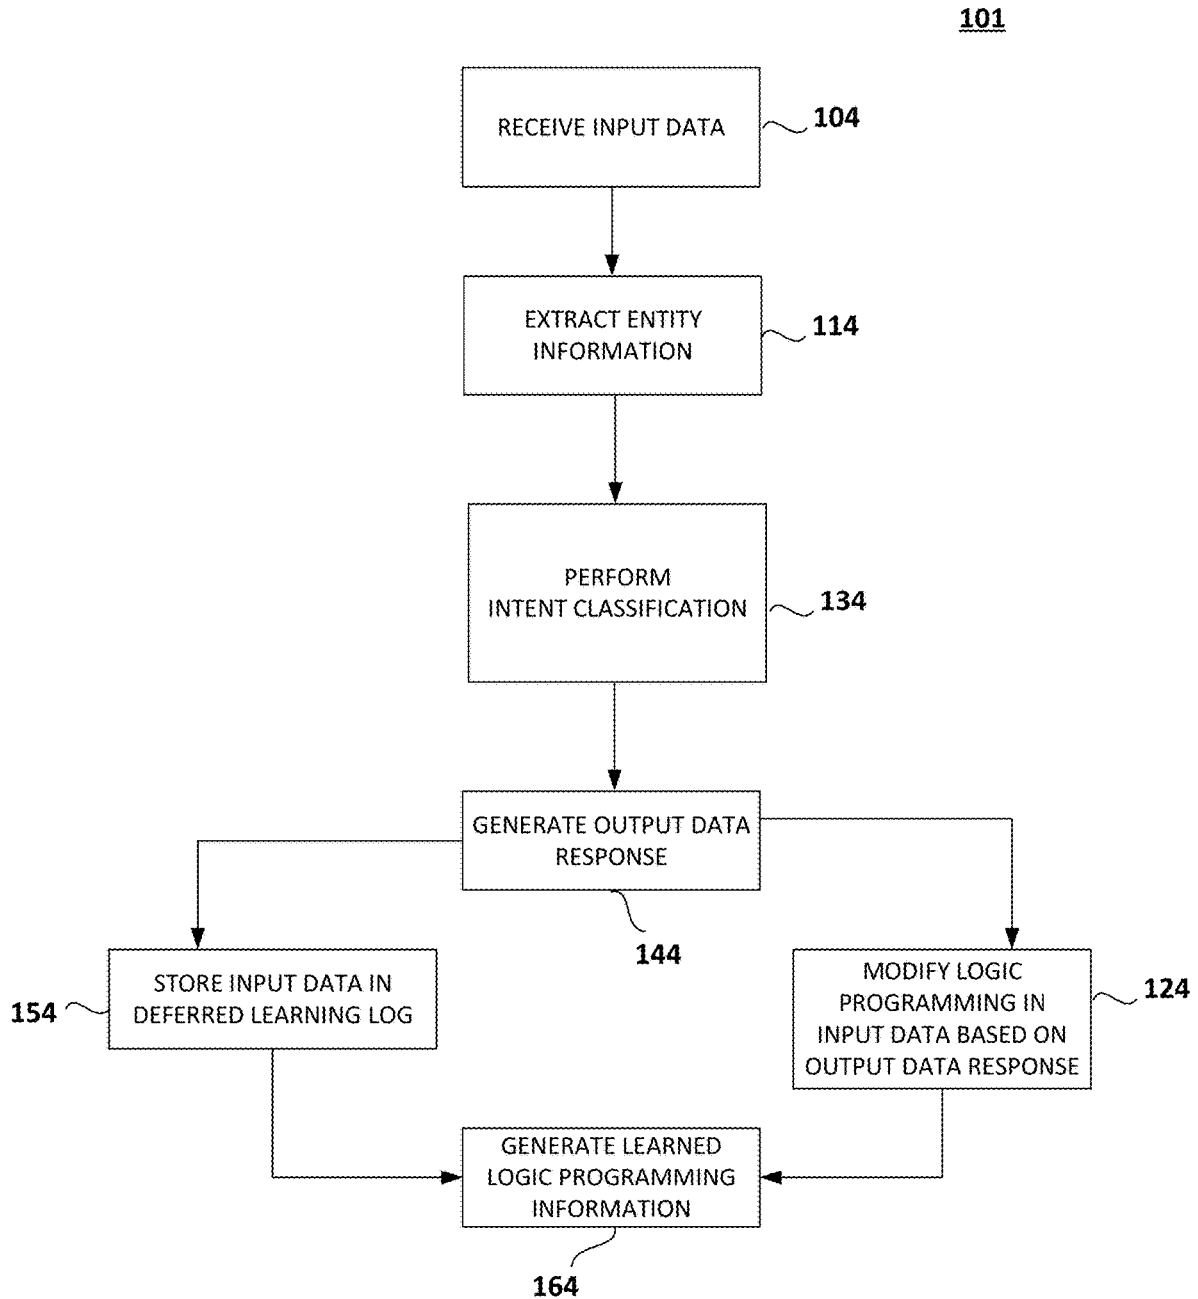 101
RECEIVE INPUT DATA
104
EXTRACT ENTITY
INFORMATION
114
PERFORM
INTENT CLASSIFICATION
134
GENERATE OUTPUT DATA
RESPONSE
144
STORE INPUT DATA IN
DEFERRED LEARNING LOG
154
MODIFY LOGIC
PROGRAMMING IN
INPUT DATA BASED ON
OUTPUT DATA RESPONSE
124
GENERATE LEARNED
LOGIC PROGRAMMING
INFORMATION
164